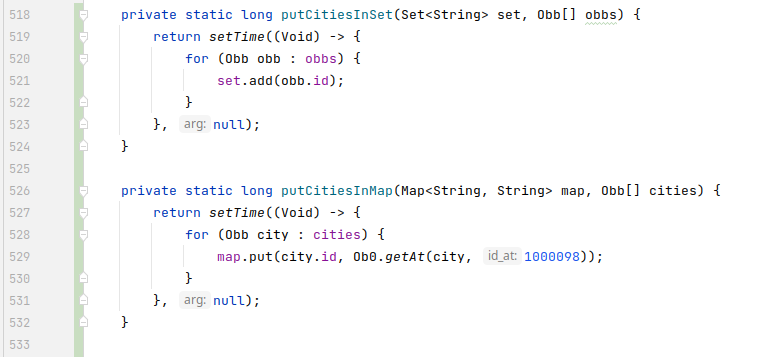 518 private static long putCitiesInSet(Set<String> set, Obb[] obbs) {
519 return setTime((Void) -> {
520 for (Obb obb : obbs) {
521 set.add(obb.id);
522 }
523 }, arg: null);
524 }
525
526 private static long putCitiesInMap(Map<String, String> map, Obb[] cities) {
527 return setTime((Void) -> {
528 for (Obb city : cities) {
529 map.put(city.id, Ob0.getAt(city, id_at: 1000098));
530 }
531 }, arg: null);
532 }
533